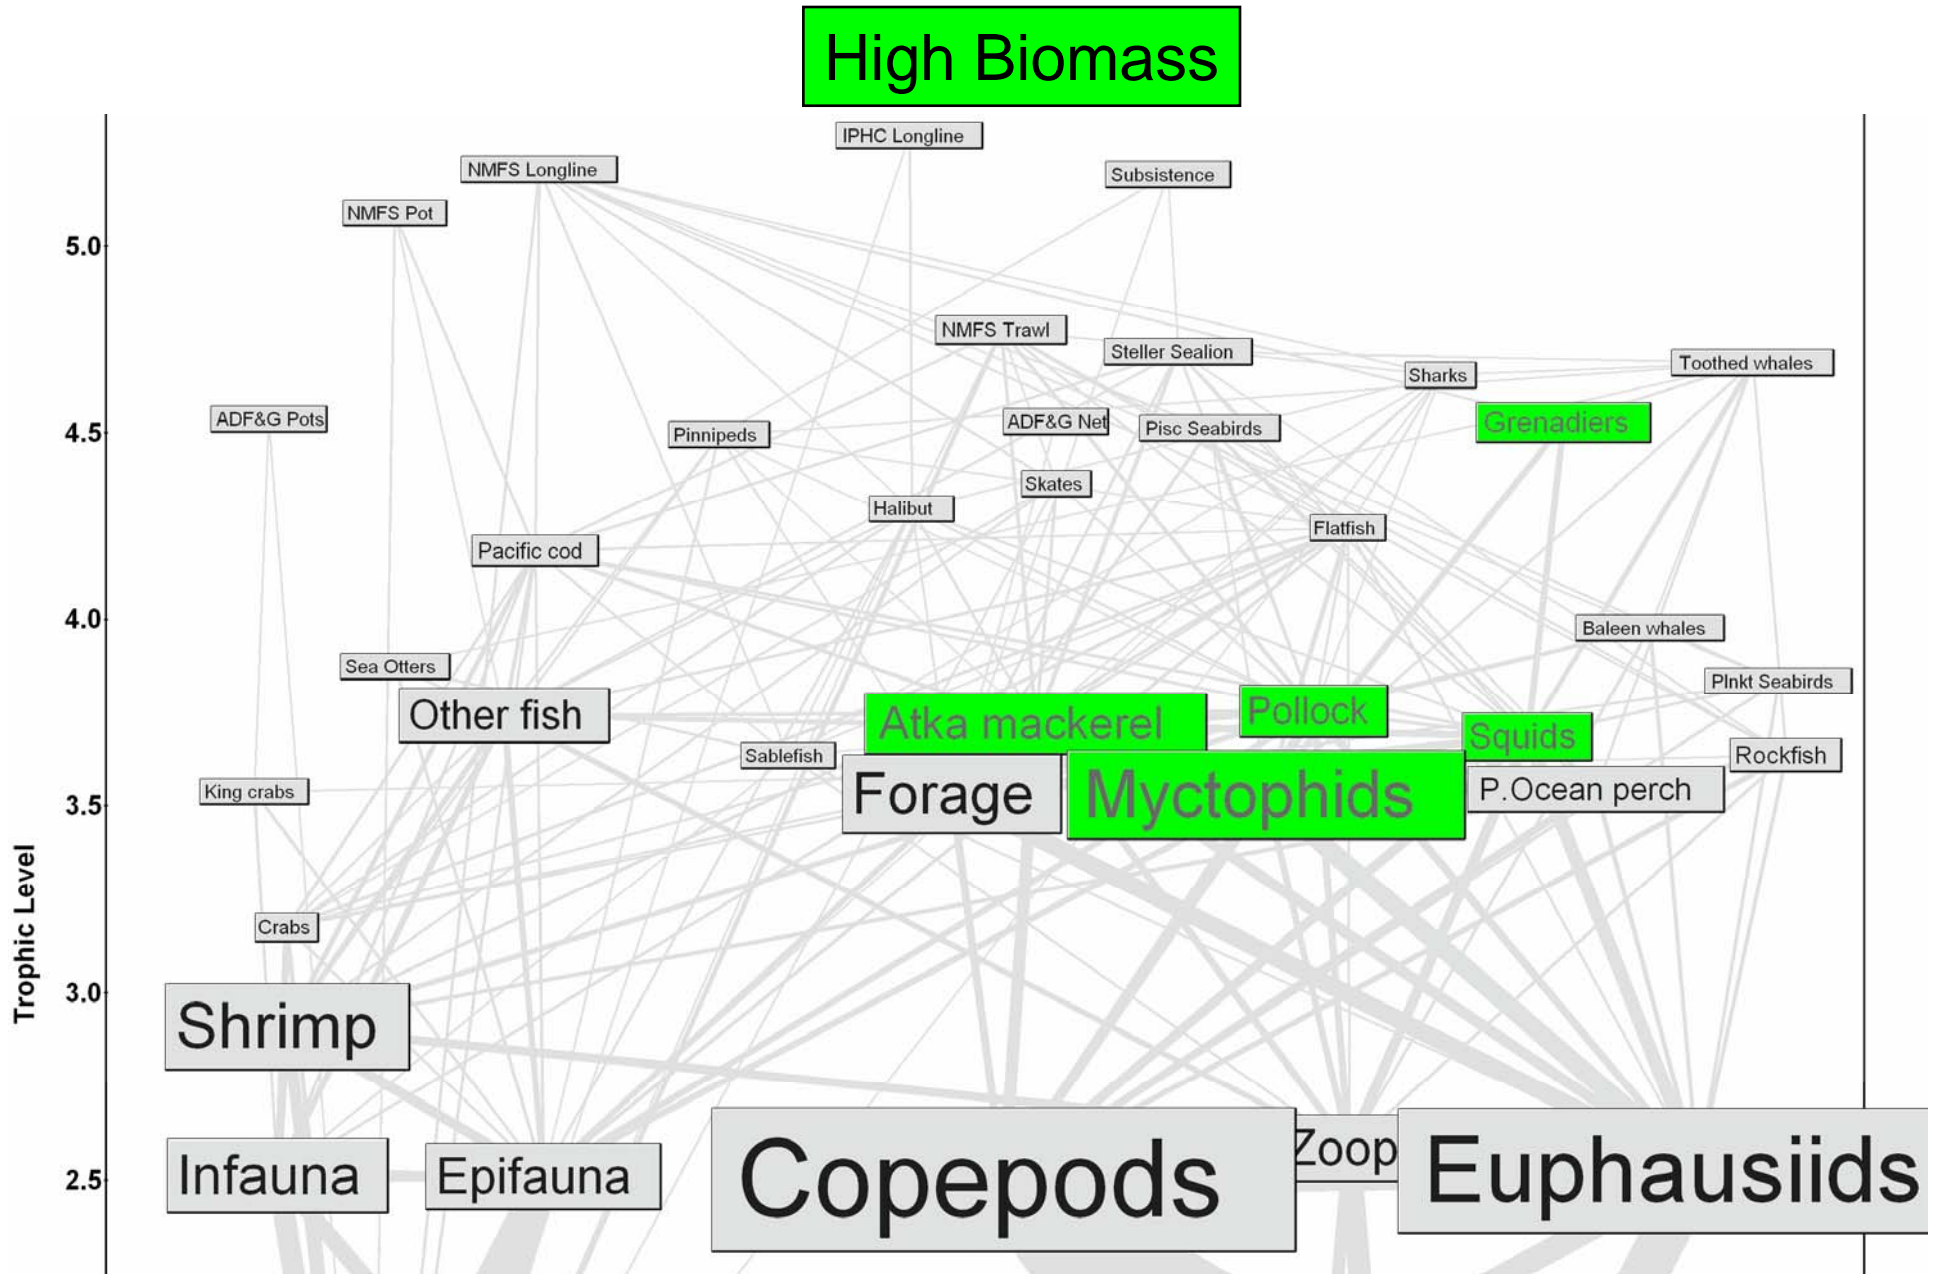 High Biomass
IPHC Longline
NMFS Longline
Subsistence
NMFS Pot
5.0
NMFS Trawl
Steller Sealion
Toothed whales
Sharks
ADF&G Pots
Grenadiers
ADF&G Net
Pisc Seabirds
4.5
Pinnipeds
Skates
Halibut
Flatfish
Pacific cod
4.0
Baleen whales
Sea Otters
Plnkt Seabirds
Other fish
Atka mackerel
Pollock
Squids
Sablefish
Rockfish
King crabs
Forage
Myctophids
P.Ocean perch
3.5
Trophic Level
Crabs
3.0
Shrimp
Zoop
2.5
Infauna
Epifauna
Copepods
Euphausiids